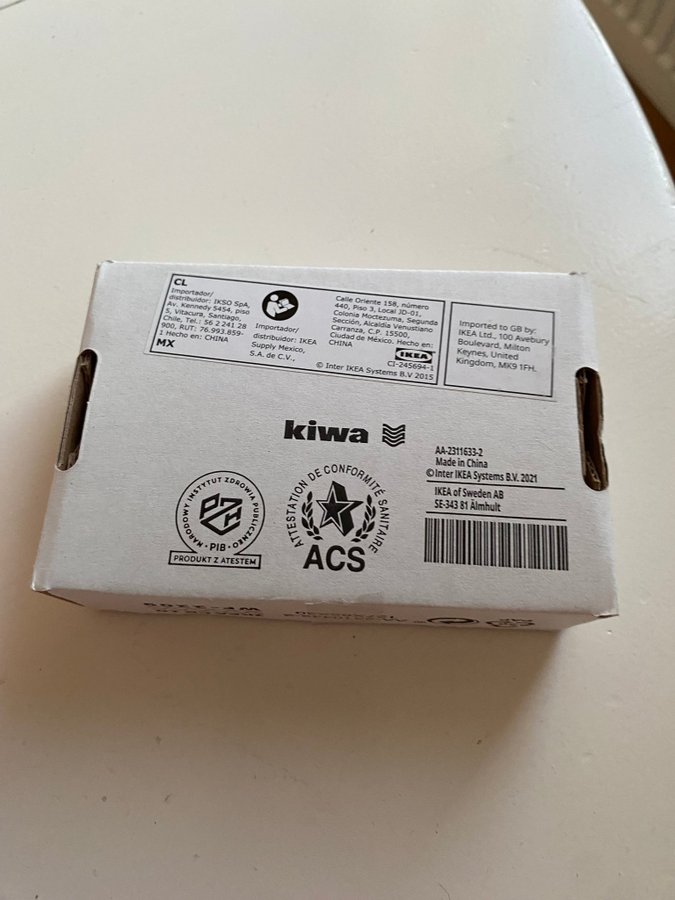 CL
Importador/
distribuidor: IKSO SpA,
Av. Kennedy 5454, piso
5, Vitacura, Santiago,
Chile, Tel.: 56 2 241 28
900, RUT: 76.993.859-
1 Hecho en: CHINA
MX
Importador/
distribuidor: IKEA
Supply Mexico,
S.A. de C.V.,
Calle Oriente 158, número
440, Piso 3, Local JD-01,
Colonia Moctezuma, Segunda
Sección, Alcaldía Venustiano
Carranza, C.P. 15500,
Ciudad de México. Hecho en:
CHINA
IKEA
CI-245694-1
© Inter IKEA Systems B.V 2015
Imported to GB by:
IKEA Ltd., 100 Avebury
Boulevard, Milton
Keynes, United
Kingdom, MK9 1FH.
kiwa
NARODOWY INSTYTUT ZDROWIA PUBLICZNEGO
PZH
• PIB •
PRODUKT Z ATESTEM
ATTESTATION DE CONFORMITÉ SANITAIRE
ACS
AA-2311633-2
Made in China
© Inter IKEA Systems B.V. 2021
IKEA of Sweden AB
SE-343 81 Älmhult